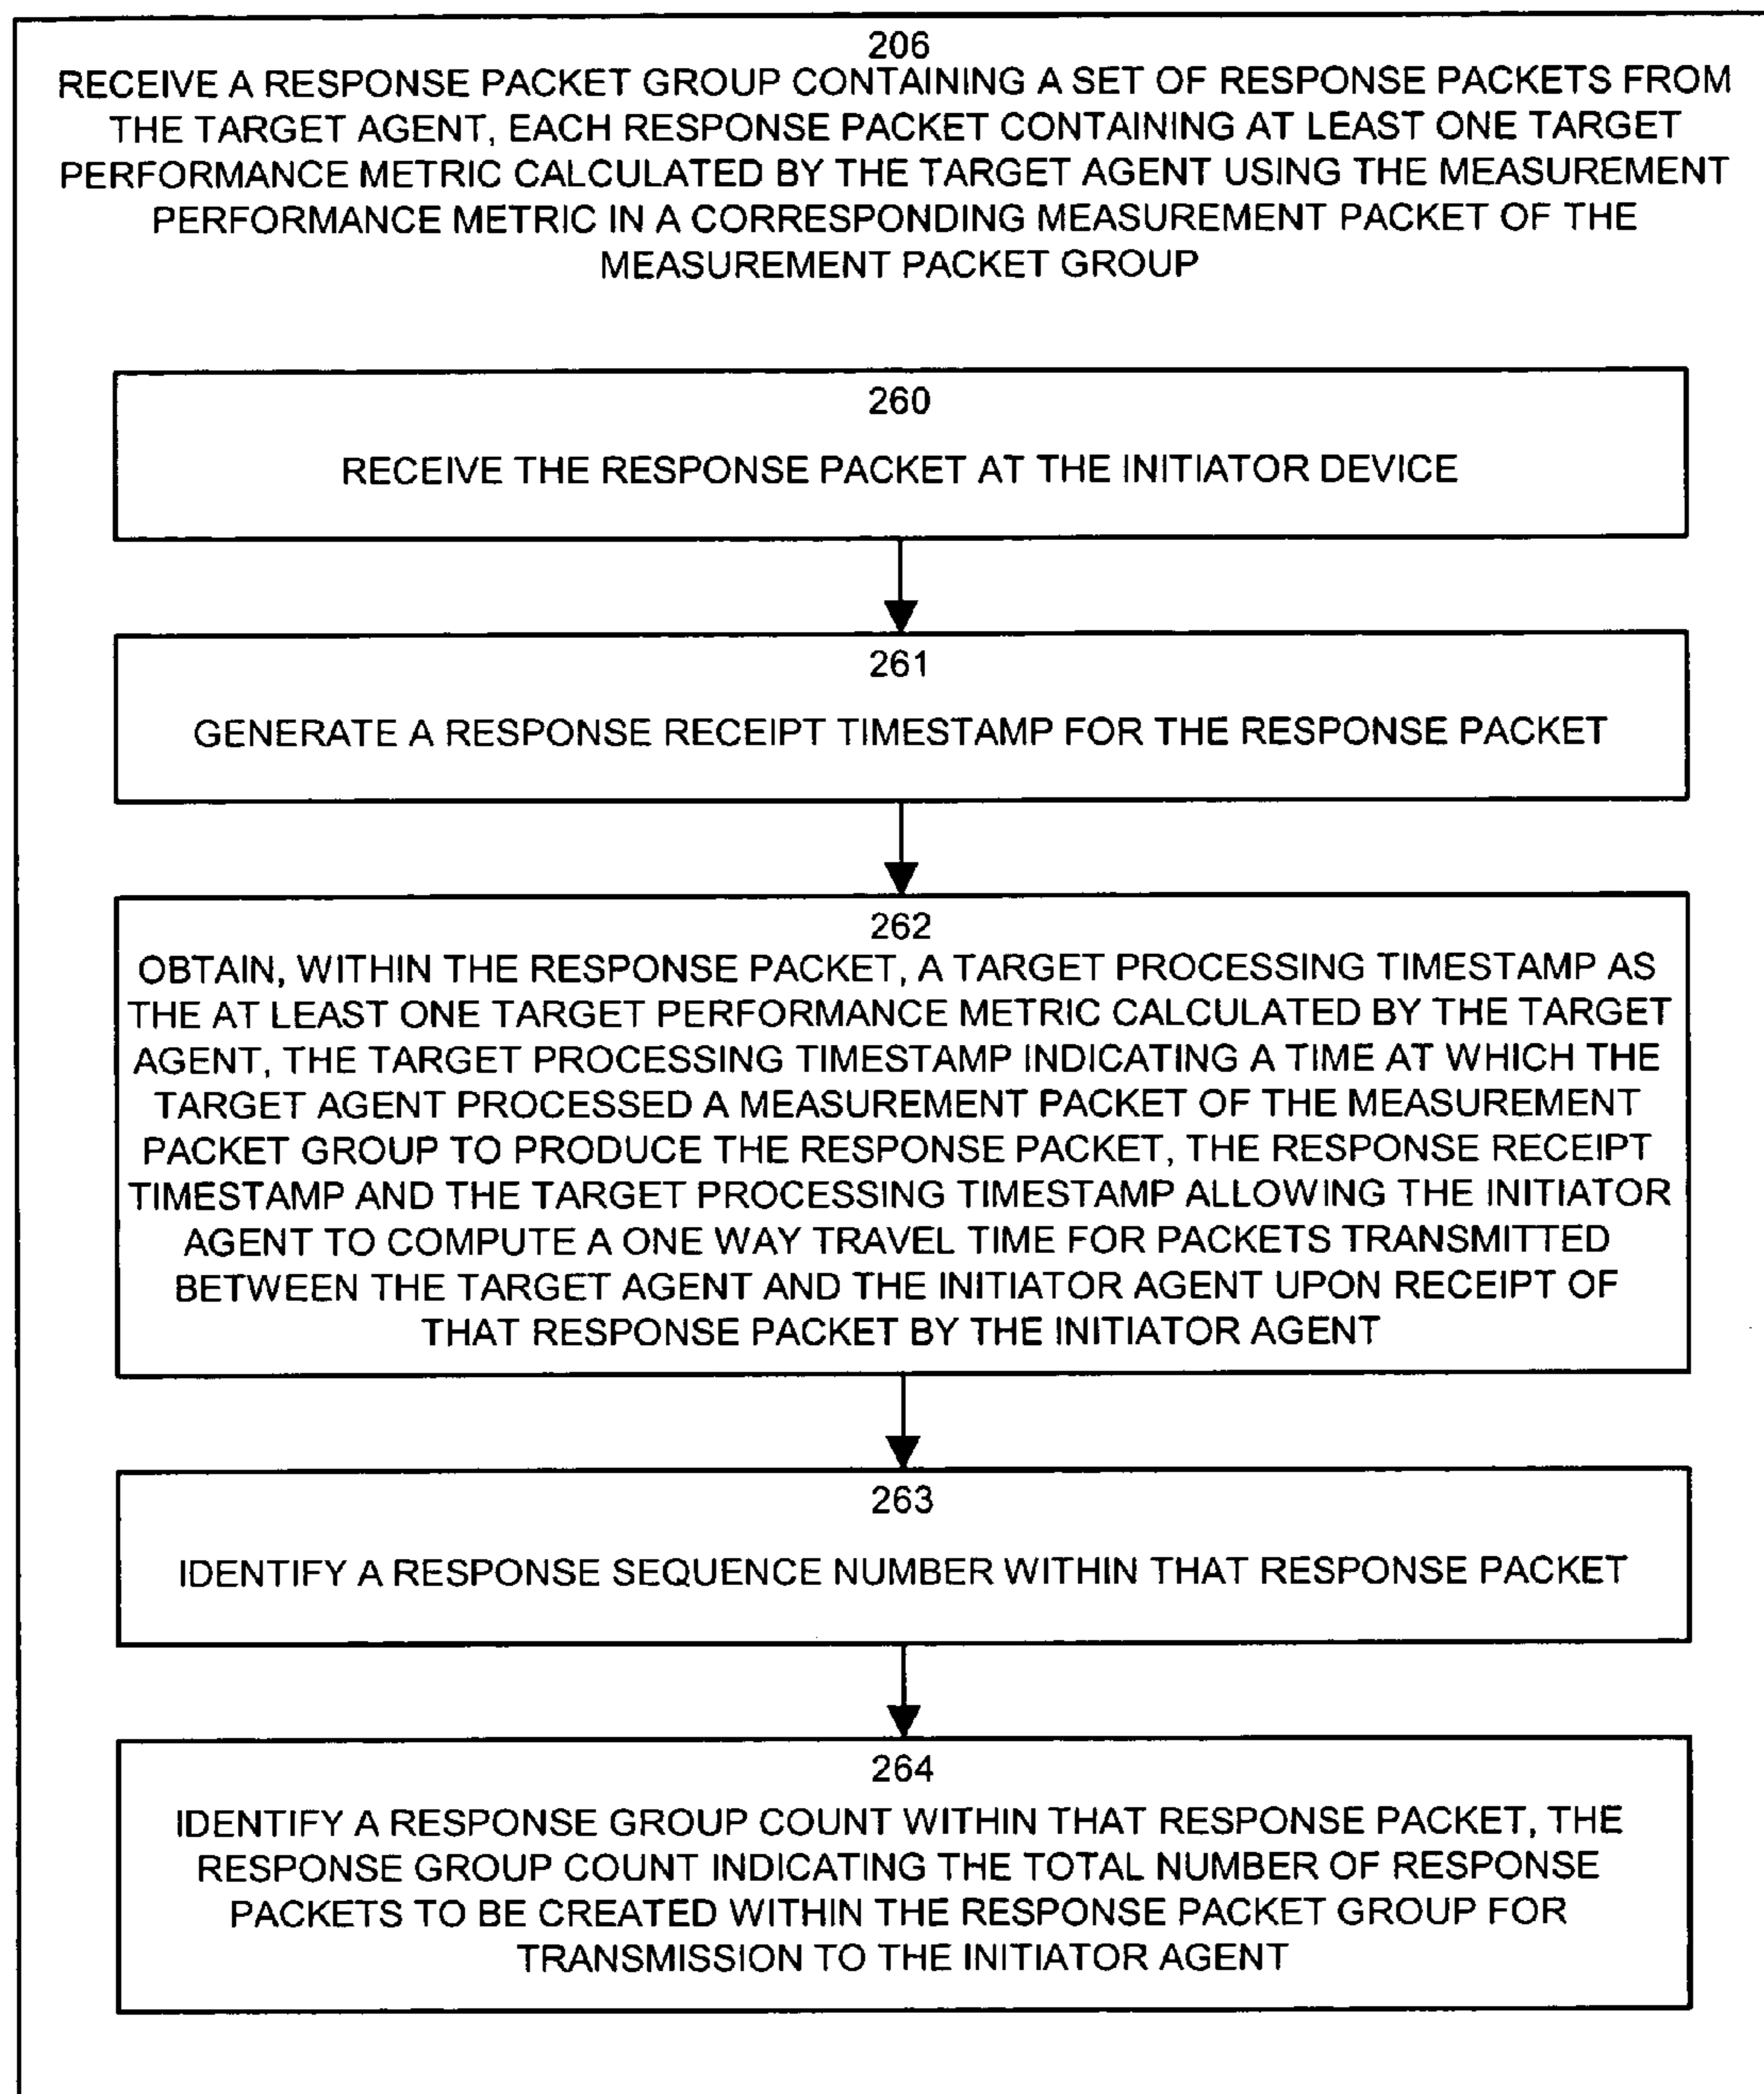 206
RECEIVE A RESPONSE PACKET GROUP CONTAINING A SET OF RESPONSE PACKETS FROM
THE TARGET AGENT, EACH RESPONSE PACKET CONTAINING AT LEAST ONE TARGET
PERFORMANCE METRIC CALCULATED BY THE TARGET AGENT USING THE MEASUREMENT
PERFORMANCE METRIC IN A CORRESPONDING MEASUREMENT PACKET OF THE
MEASUREMENT PACKET GROUP
260
RECEIVE THE RESPONSE PACKET AT THE INITIATOR DEVICE
261
GENERATE A RESPONSE RECEIPT TIMESTAMP FOR THE RESPONSE PACKET
262
OBTAIN, WITHIN THE RESPONSE PACKET, A TARGET PROCESSING TIMESTAMP AS
THE AT LEAST ONE TARGET PERFORMANCE METRIC CALCULATED BY THE TARGET
AGENT, THE TARGET PROCESSING TIMESTAMP INDICATING A TIME AT WHICH THE
TARGET AGENT PROCESSED A MEASUREMENT PACKET OF THE MEASUREMENT
PACKET GROUP TO PRODUCE THE RESPONSE PACKET, THE RESPONSE RECEIPT
TIMESTAMP AND THE TARGET PROCESSING TIMESTAMP ALLOWING THE INITIATOR
AGENT TO COMPUTE A ONE WAY TRAVEL TIME FOR PACKETS TRANSMITTED
BETWEEN THE TARGET AGENT AND THE INITIATOR AGENT UPON RECEIPT OF
THAT RESPONSE PACKET BY THE INITIATOR AGENT
263
IDENTIFY A RESPONSE SEQUENCE NUMBER WITHIN THAT RESPONSE PACKET
264
IDENTIFY A RESPONSE GROUP COUNT WITHIN THAT RESPONSE PACKET, THE
RESPONSE GROUP COUNT INDICATING THE TOTAL NUMBER OF RESPONSE
PACKETS TO BE CREATED WITHIN THE RESPONSE PACKET GROUP FOR
TRANSMISSION TO THE INITIATOR AGENT